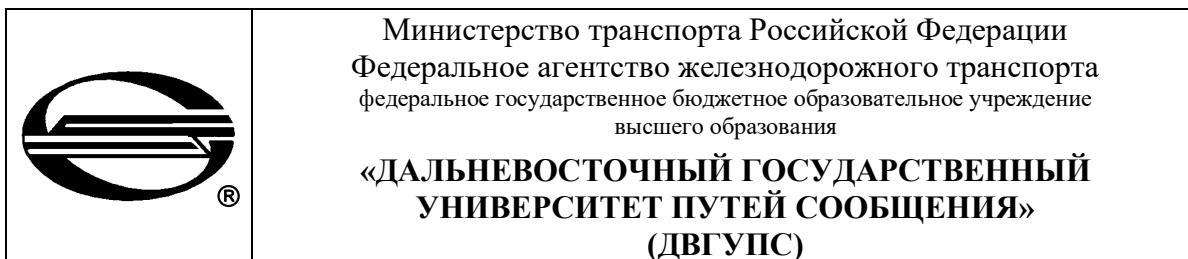 Министерство транспорта Российской Федерации
Федеральное агентство железнодорожного транспорта
федеральное государственное бюджетное образовательное учреждение
высшего образования
«ДАЛЬНЕВОСТОЧНЫЙ ГОСУДАРСТВЕННЫЙ
УНИВЕРСИТЕТ ПУТЕЙ СООБЩЕНИЯ»
(ДВГУПС)
®